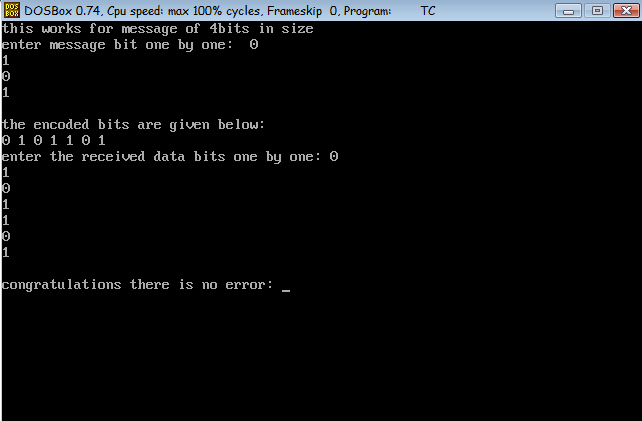 DOS BOX DOSBox 0.74, Cpu speed: max 100% cycles, Frameskip 0, Program: TC
this works for message of 4bits in size
enter message bit one by one: 0
1
0
1
the encoded bits are given below:
0 1 0 1 1 0 1
enter the received data bits one by one: 0
1
0
1
1
0
1
congratulations there is no error: _